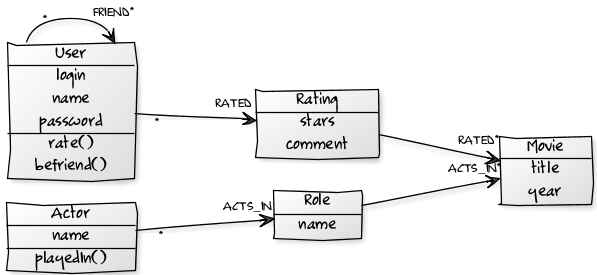 FRIEND*
*
User
login
name
password
rate()
befriend()
RATED
*
Rating
stars
comment
RATED*
ACTS_IN*
Movie
title
year
Actor
name
playedIn()
ACTS_IN
*
Role
name